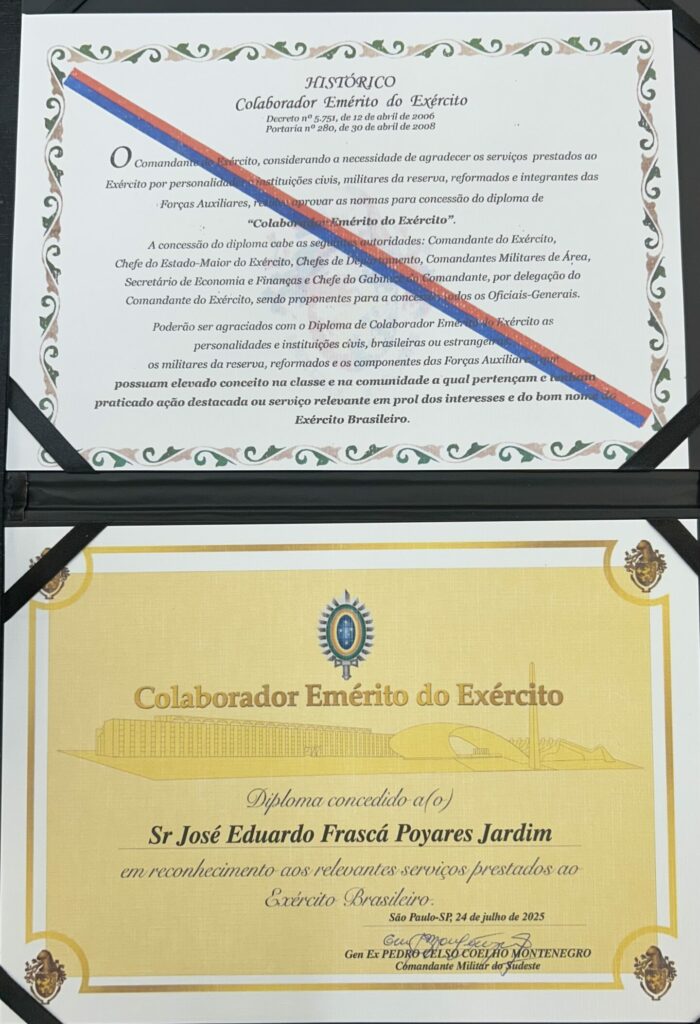 HISTÓRICO
Colaborador Emérito do Exército
Decreto nº 5.751, de 12 de abril de 2006
Portaria nº 280, de 30 de abril de 2008
O Comandante do Exército, considerando a necessidade de agradecer os serviços prestados ao
Exército por personalidades e instituições civis, militares da reserva, reformados e integrantes das
Forças Auxiliares, resolve aprovar as normas para concessão do diploma de
“Colaborador Emérito do Exército”.
A concessão do diploma cabe as seguintes autoridades: Comandante do Exército,
Chefe do Estado-Maior do Exército, Chefes de Departamento, Comandantes Militares de Área,
Secretário de Economia e Finanças e Chefe do Gabinete do Comandante, por delegação do
Comandante do Exército, sendo proponentes para a concessão todos os Oficiais-Generais.
Poderão ser agraciados com o Diploma de Colaborador Emérito do Exército as
personalidades e instituições civis, brasileiras ou estrangeiras,
os militares da reserva, reformados e os componentes das Forças Auxiliares, que
possuam elevado conceito na classe e na comunidade a qual pertençam e tenham
praticado ação destacada ou serviço relevante em prol dos interesses e do bom nome do
Exército Brasileiro.
Colaborador Emérito do Exército
Diploma concedido a(o)
Sr José Eduardo Frascá Poyares Jardim
em reconhecimento aos relevantes serviços prestados ao
Exército Brasileiro.
São Paulo-SP, 24 de julho de 2025
Gen Ex PEDRO CELSO COELHO MONTENEGRO
Comandante Militar do Sudeste